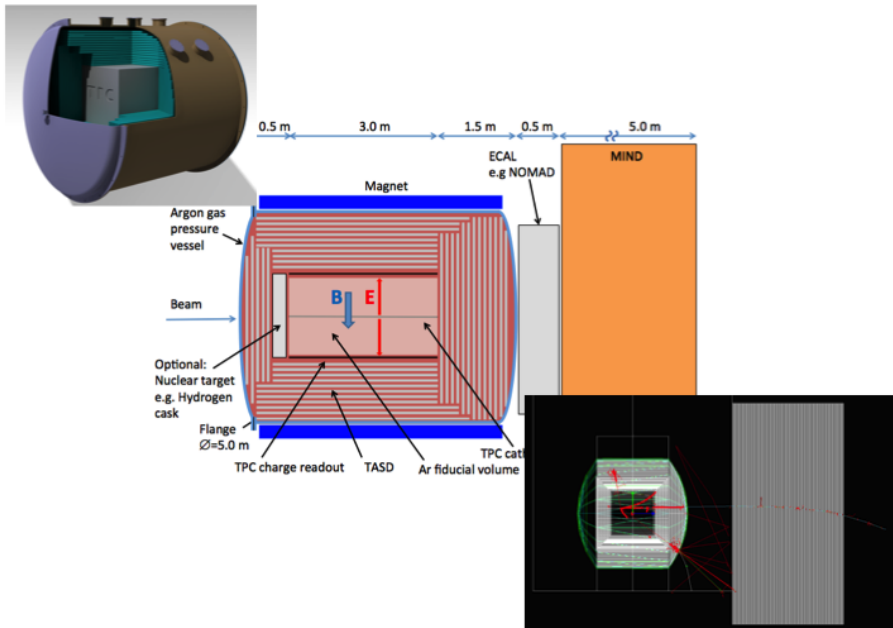 TPC
0.5 m
3.0 m
1.5 m
0.5 m
5.0 m
ECAL
e.g NOMAD
MIND
Magnet
Argon gas
pressure
vessel
B
E
Beam
Optional:
Nuclear target
e.g. Hydrogen
cask
Flange
Ø=5.0 m
TPC charge readout
TASD
Ar fiducial volume
TPC cath